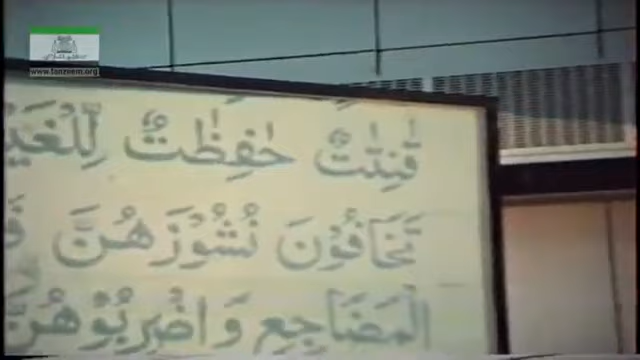 www.tanzeem.org
قٰنِتٰتٌ حٰفِظٰتٌ لِّلْغَيْ
تَخَافُوْنَ نُشُوْزَهُنَّ
الْمَضَاجِعِ وَاضْرِبُوْهُنَّ